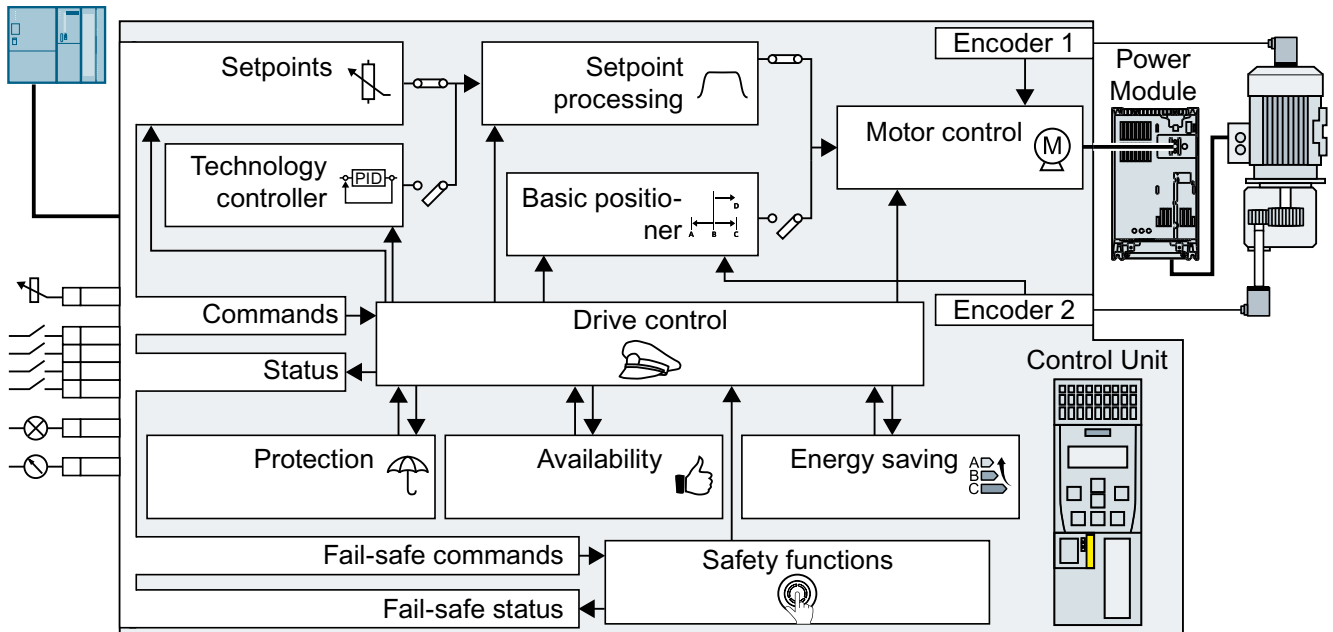 Encoder 1
Setpoints
Setpoint
processing
Power
Module
Motor control
M
Technology
controller
PID
Basic positio-
ner
D
A B C
Commands
Drive control
Encoder 2
Status
Control Unit
Protection
Availability
Energy saving
A
B
C
Fail-safe commands
Safety functions
Fail-safe status